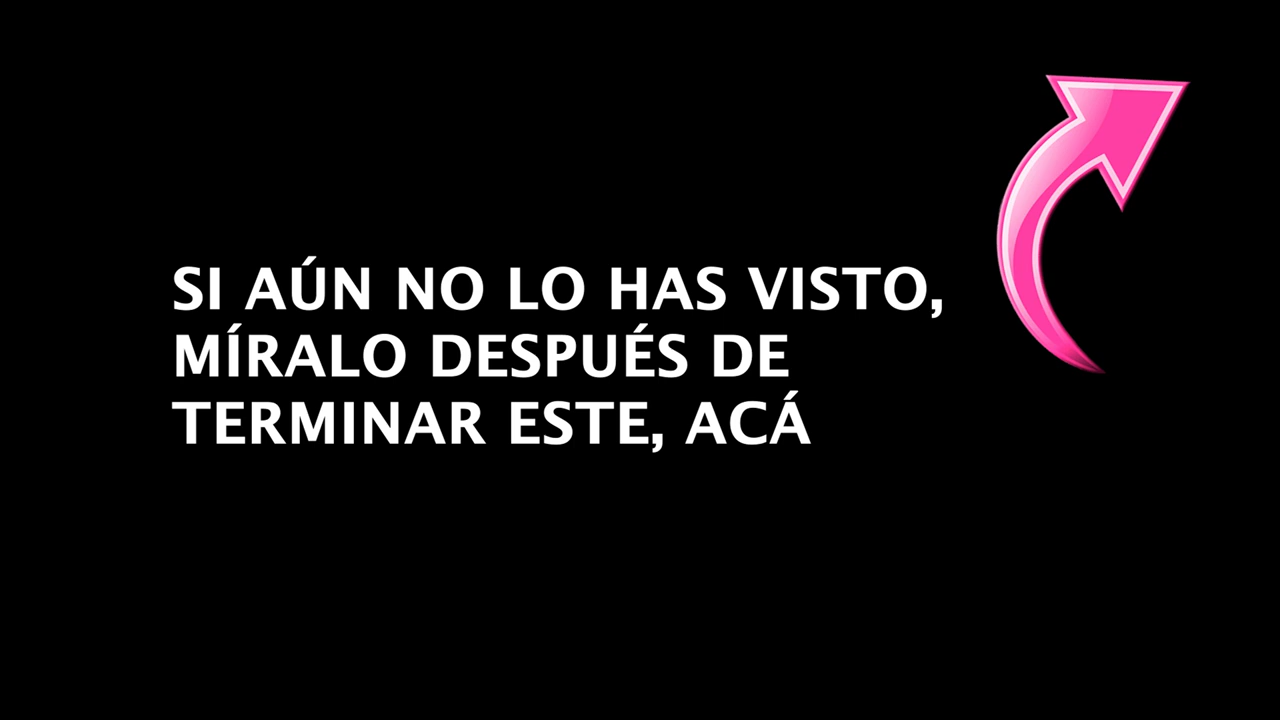 SI AÚN NO LO HAS VISTO,
MÍRALO DESPUÉS DE
TERMINAR ESTE, ACÁ